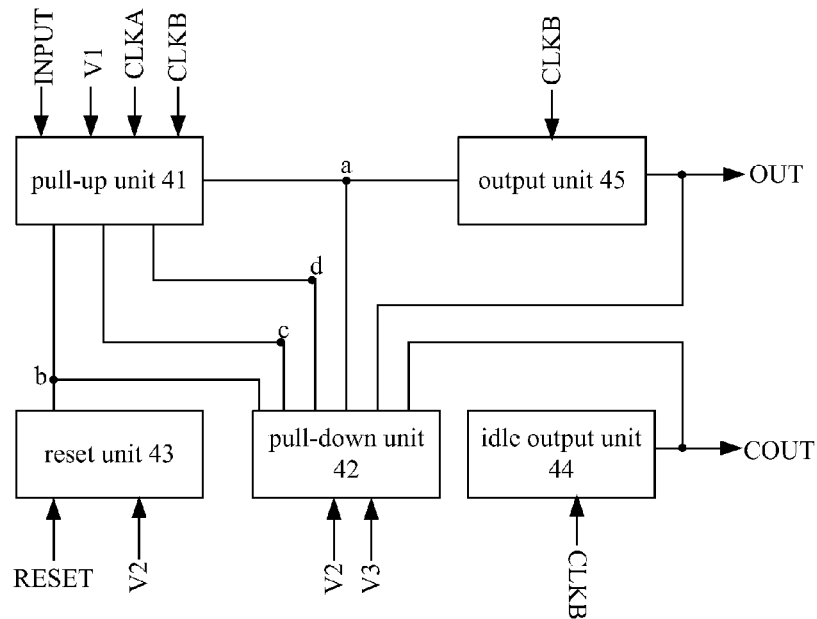 INPUT
V1
CLKA
CLKB
CLKB
pull-up unit 41
a
output unit 45
OUT
d
c
b
reset unit 43
pull-down unit
42
idle output unit
44
COUT
RESET
V2
V2
V3
CLKB